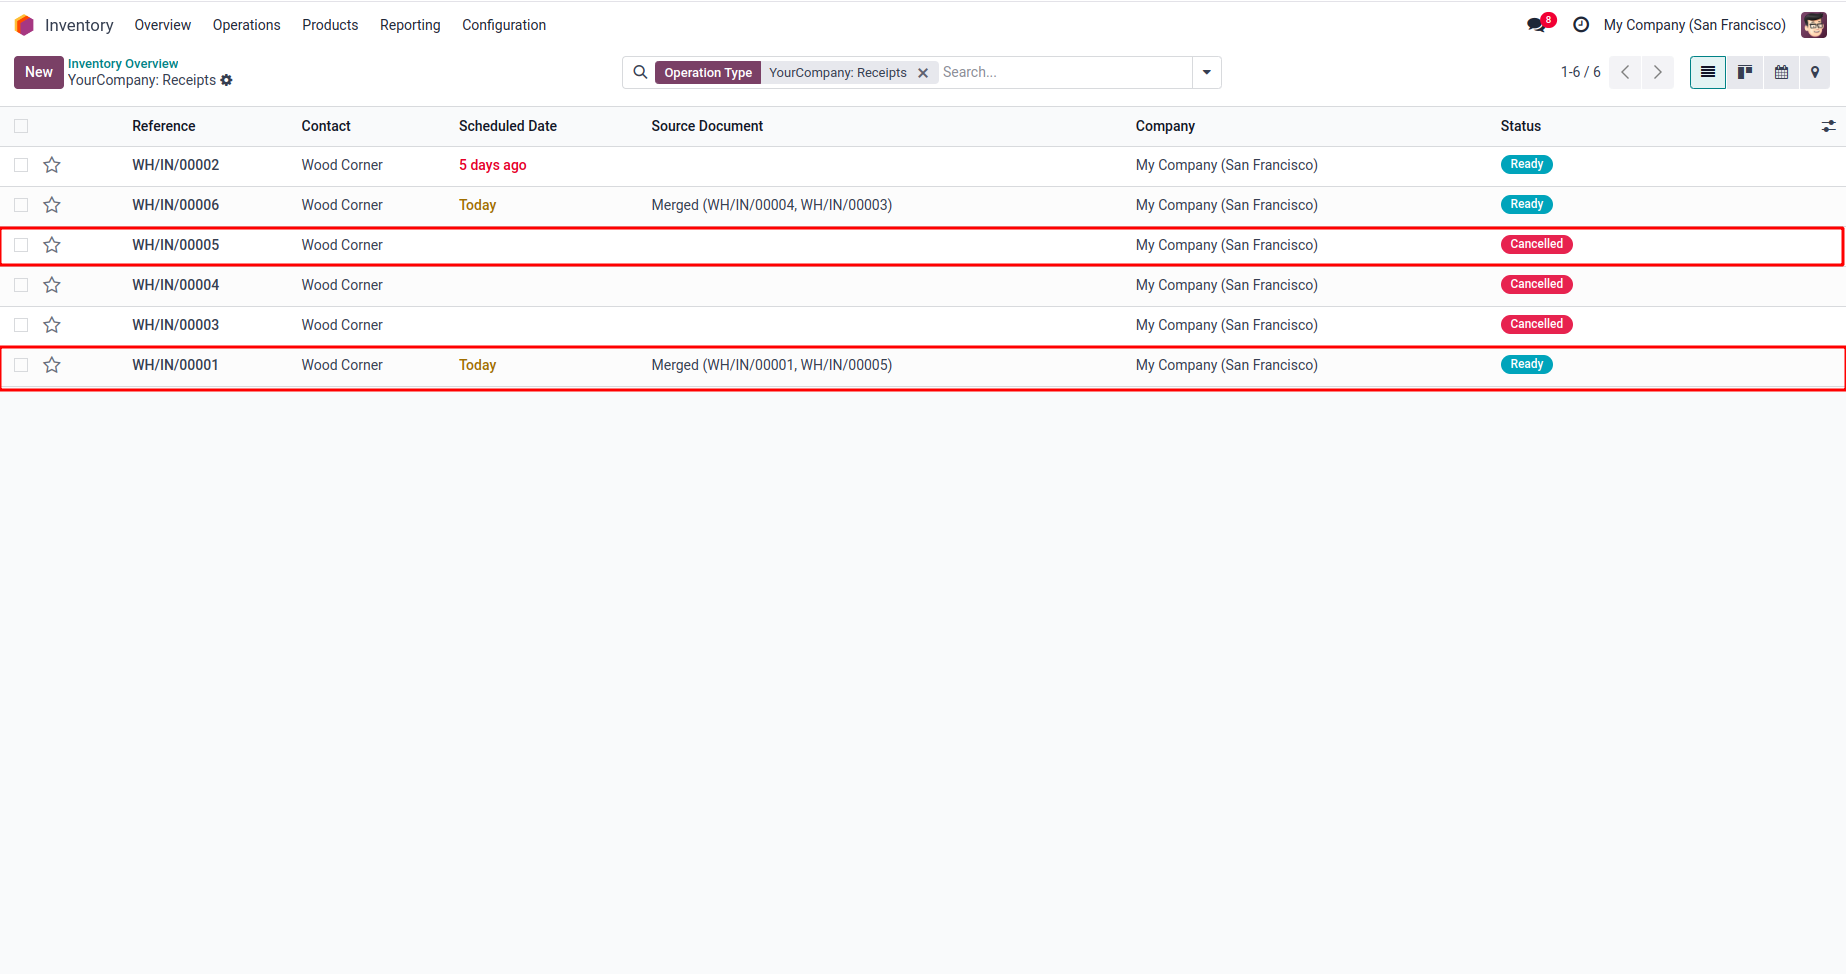 Inventory Overview Operations Products Reporting Configuration 8 My Company (San Francisco)
New Inventory Overview
YourCompany: Receipts
Operation Type YourCompany: Receipts Search... 1-6 / 6
Reference Contact Scheduled Date Source Document Company Status
WH/IN/00002 Wood Corner 5 days ago My Company (San Francisco) Ready
WH/IN/00006 Wood Corner Today Merged (WH/IN/00004, WH/IN/00003) My Company (San Francisco) Ready
WH/IN/00005 Wood Corner My Company (San Francisco) Cancelled
WH/IN/00004 Wood Corner My Company (San Francisco) Cancelled
WH/IN/00003 Wood Corner My Company (San Francisco) Cancelled
WH/IN/00001 Wood Corner Today Merged (WH/IN/00001, WH/IN/00005) My Company (San Francisco) Ready